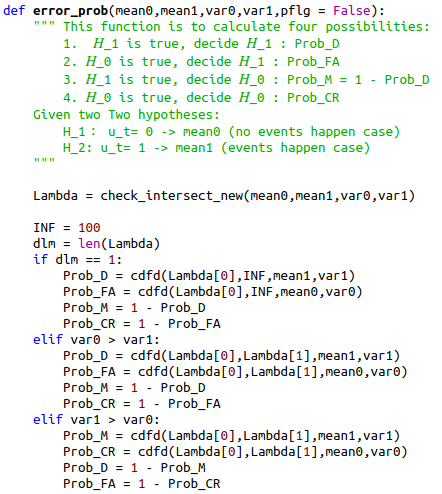 def error_prob(mean0,mean1,var0,var1,pflg = False):
    """ This function is to calculate four possibilities:
        1.  H_1 is true, decide H_1 : Prob_D
        2. H_0 is true, decide H_1 : Prob_FA
        3. H_1 is true, decide H_0 : Prob_M = 1 - Prob_D
        4. H_0 is true, decide H_0 : Prob_CR
    Given two Two hypotheses:
        H_1: u_t= 0 -> mean0 (no events happen case)
        H_2: u_t= 1 -> mean1 (events happen case)
    """

    Lambda = check_intersect_new(mean0,mean1,var0,var1)

    INF = 100
    dlm = len(Lambda)
    if dlm == 1:
        Prob_D = cdfd(Lambda[0],INF,mean1,var1)
        Prob_FA = cdfd(Lambda[0],INF,mean0,var0)
        Prob_M = 1 - Prob_D
        Prob_CR = 1 - Prob_FA
    elif var0 > var1:
        Prob_D = cdfd(Lambda[0],Lambda[1],mean1,var1)
        Prob_FA = cdfd(Lambda[0],Lambda[1],mean0,var0)
        Prob_M = 1 - Prob_D
        Prob_CR = 1 - Prob_FA
    elif var1 > var0:
        Prob_M = cdfd(Lambda[0],Lambda[1],mean1,var1)
        Prob_CR = cdfd(Lambda[0],Lambda[1],mean0,var0)
        Prob_D = 1 - Prob_M
        Prob_FA = 1 - Prob_CR